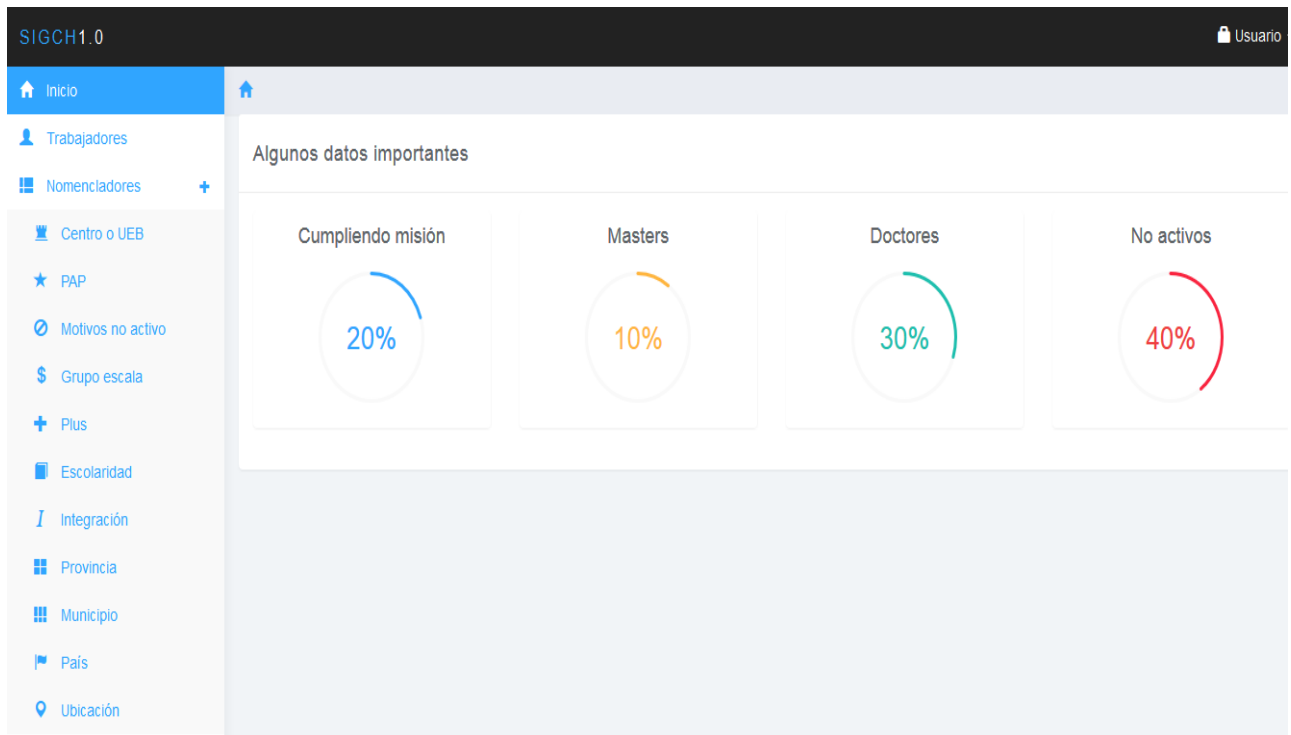 SIGCH1.0
Usuario
Inicio
Trabajadores
Nomencladores
Centro o UEB
PAP
Motivos no activo
Grupo escala
Plus
Escolaridad
Integración
Provincia
Municipio
País
Ubicación
Algunos datos importantes
Cumpliendo misión
20%
Masters
10%
Doctores
30%
No activos
40%